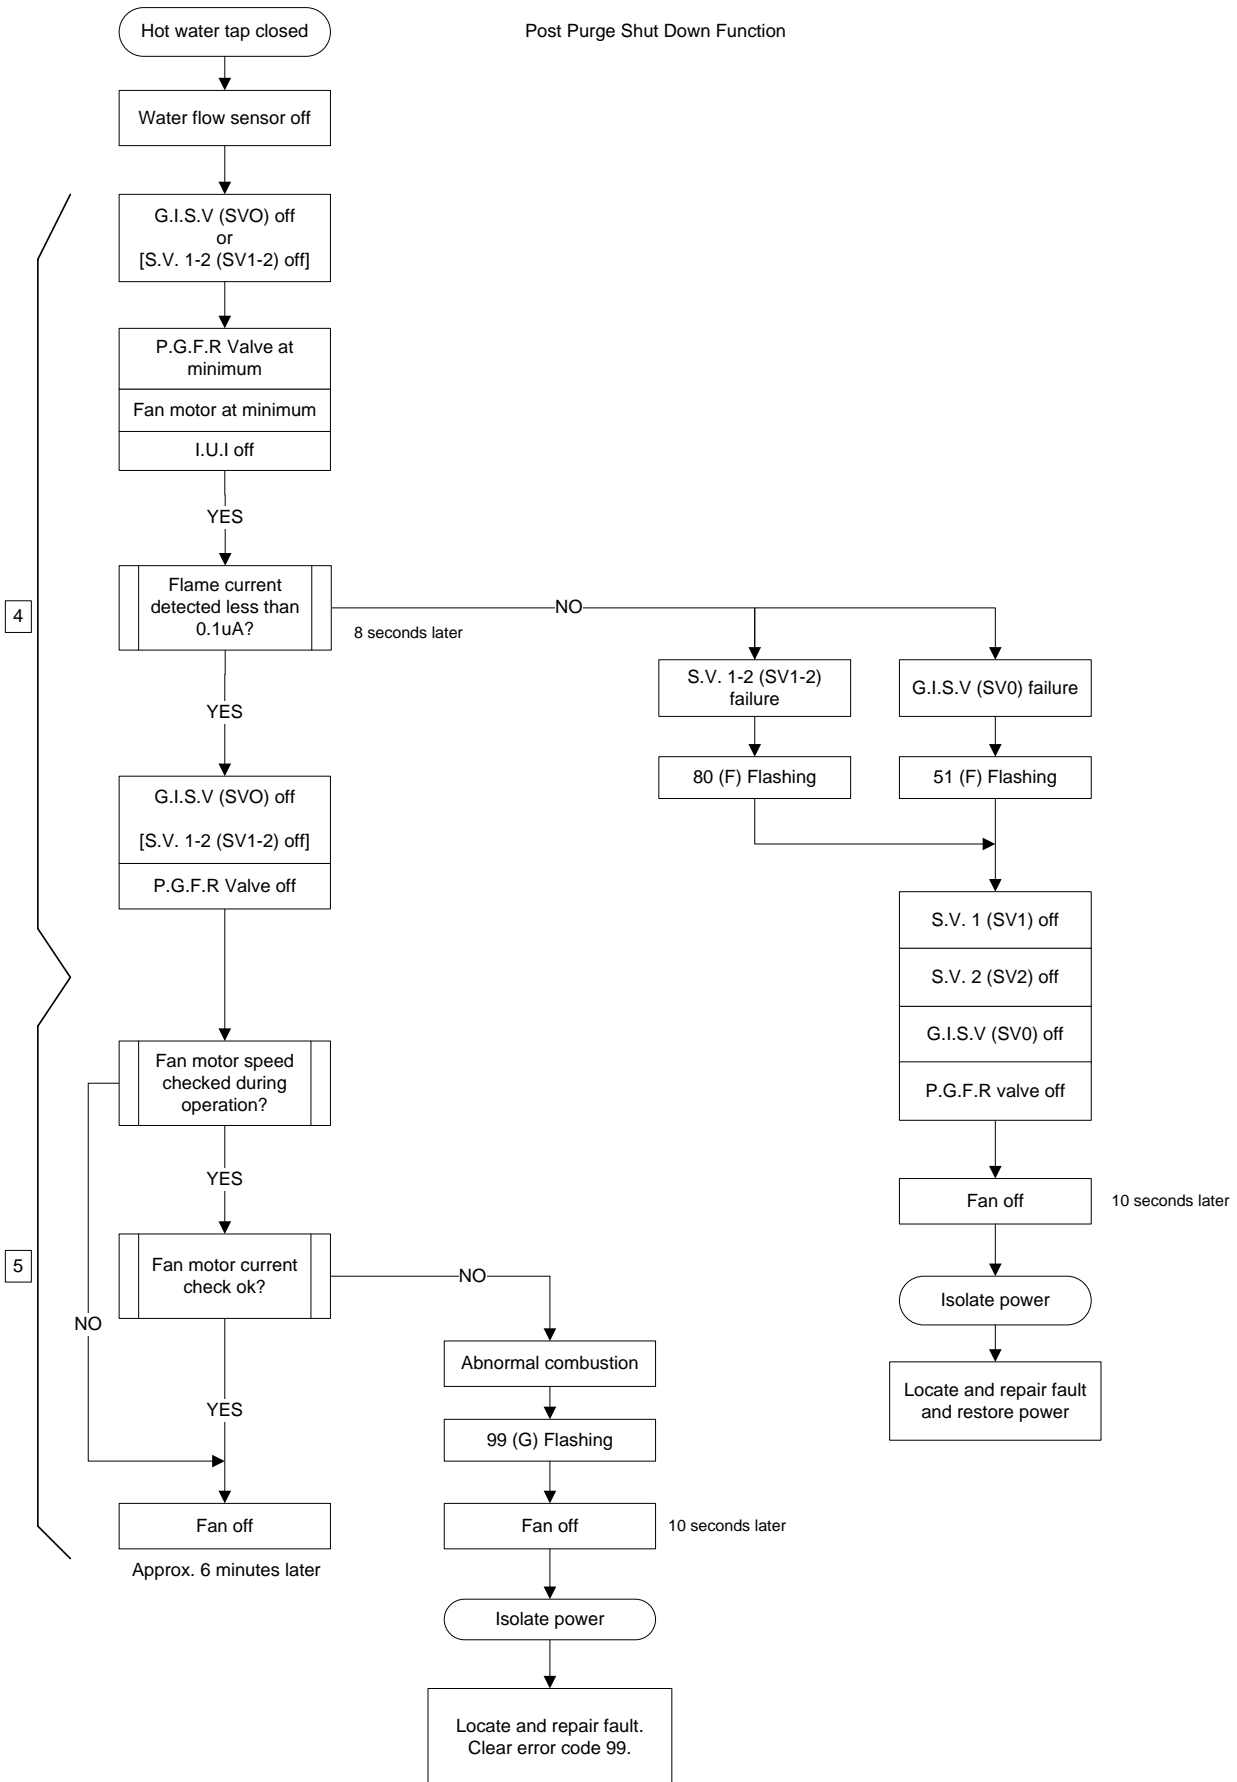 Hot water tap closed
Post Purge Shut Down Function
Water flow sensor off
G.I.S.V (SVO) off
or
[S.V. 1-2 (SV1-2) off]
P.G.F.R Valve at
minimum
Fan motor at minimum
I.U.I off
YES
4
Flame current
detected less than
0.1uA?
NO
8 seconds later
S.V. 1-2 (SV1-2)
failure
G.I.S.V (SV0) failure
YES
80 (F) Flashing
51 (F) Flashing
G.I.S.V (SVO) off
[S.V. 1-2 (SV1-2) off]
P.G.F.R Valve off
S.V. 1 (SV1) off
S.V. 2 (SV2) off
G.I.S.V (SV0) off
P.G.F.R valve off
Fan motor speed
checked during
operation?
YES
Fan off
10 seconds later
5
Fan motor current
check ok?
NO
Isolate power
NO
Abnormal combustion
Locate and repair fault
and restore power
YES
99 (G) Flashing
Fan off
Fan off
10 seconds later
Approx. 6 minutes later
Isolate power
Locate and repair fault.
Clear error code 99.